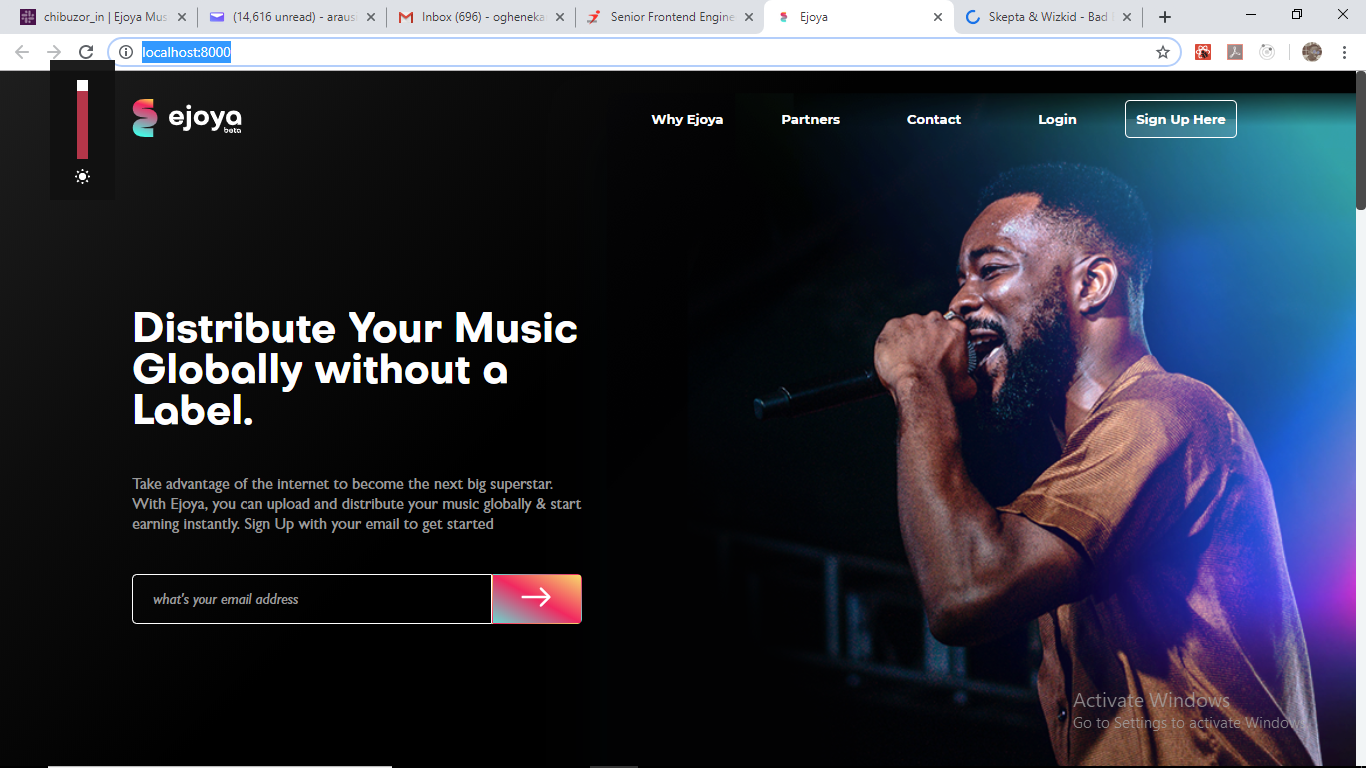 chibuzor_in | Ejoya Mus
(14,616 unread) - araus
Inbox (696) - ogheneka
Senior Frontend Engine
Ejoya
Skepta & Wizkid - Bad
localhost:8000
ejoya
beta
Why Ejoya
Partners
Contact
Login
Sign Up Here
Distribute Your Music
Globally without a
Label.
Take advantage of the internet to become the next big superstar.
With Ejoya, you can upload and distribute your music globally & start
earning instantly. Sign Up with your email to get started
what's your email address
Activate Windows
Go to Settings to activate Windows.